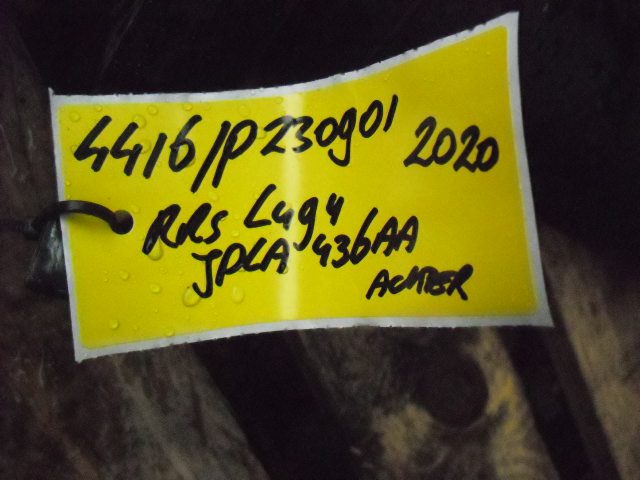 4416/P230901 2020
RRS L494
JPLA 436AA
ACHTER